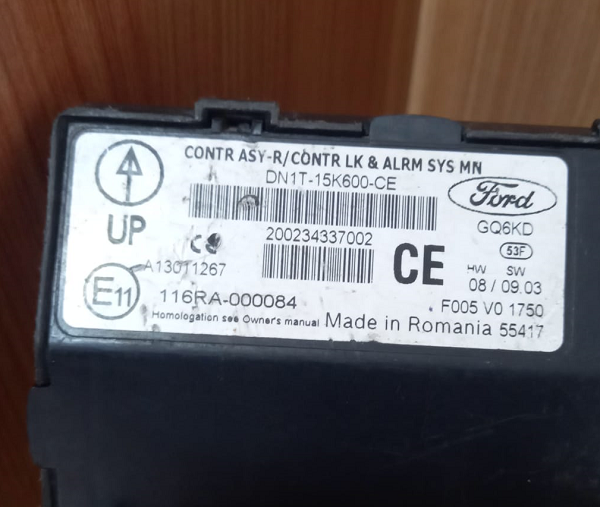 CONTR ASY-R/CONTR LK & ALRM SYS MN
DN1T-15K600-CE
Ford
UP
GQ6KD
53F
200234337002
CE
HW SW
08 / 09.03
A13011267
E11
116RA-000084
F005 V0 1750
Homologation see Owner's manual
Made in Romania 55417